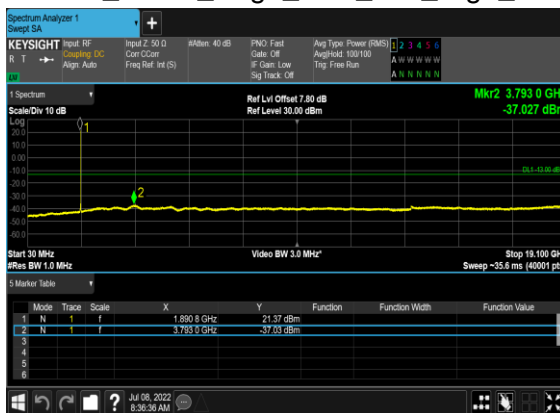 Spectrum Analyzer 1
Swept SA
+
KEYSIGHT Input: RF Input Z: 50 Ω #Atten: 40 dB PNO: Fast Avg Type: Power (RMS) 1 2 3 4 5 6
R T Coupling: DC Corr CCorr Gate: Off Avg|Hold: 100/100 A W W W W W
Align: Auto Freq Ref: Int (S) IF Gain: Low Trig: Free Run A N N N N N
Sig Track: Off
1 Spectrum Mkr2 3.793 0 GH
Ref Lvl Offset 7.80 dB
Scale/Div 10 dB Ref Level 30.00 dBm -37.027 dBr
Log
20.0
1
10.0
0.00
-10.0
DL1 -13.00 dB
-20.0
-30.0
2
-40.0
-50.0
-60.0
Start 30 MHz Video BW 3.0 MHz* Stop 19.100 GH
#Res BW 1.0 MHz Sweep ~35.6 ms (40001 pt
5 Marker Table
Mode Trace Scale X Y Function Function Width Function Value
1 N 1 f 1.890 8 GHz 21.37 dBm
2 N 1 f 3.793 0 GHz -37.03 dBm
3
4
5
6
? Jul 06, 2022
8:36:36 AM